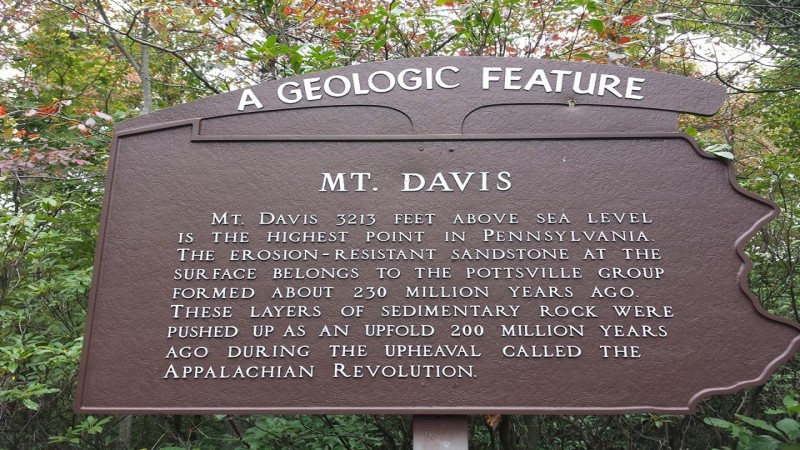 A GEOLOGIC FEATURE
MT. DAVIS
MT. DAVIS 3213 FEET ABOVE SEA LEVEL
IS THE HIGHEST POINT IN PENNSYLVANIA.
THE EROSION-RESISTANT SANDSTONE AT THE
SURFACE BELONGS TO THE POTTSVILLE GROUP
FORMED ABOUT 230 MILLION YEARS AGO.
THESE LAYERS OF SEDIMENTARY ROCK WERE
PUSHED UP AS AN UPFOLD 200 MILLION YEARS
AGO DURING THE UPHEAVAL CALLED THE
APPALACHIAN REVOLUTION.